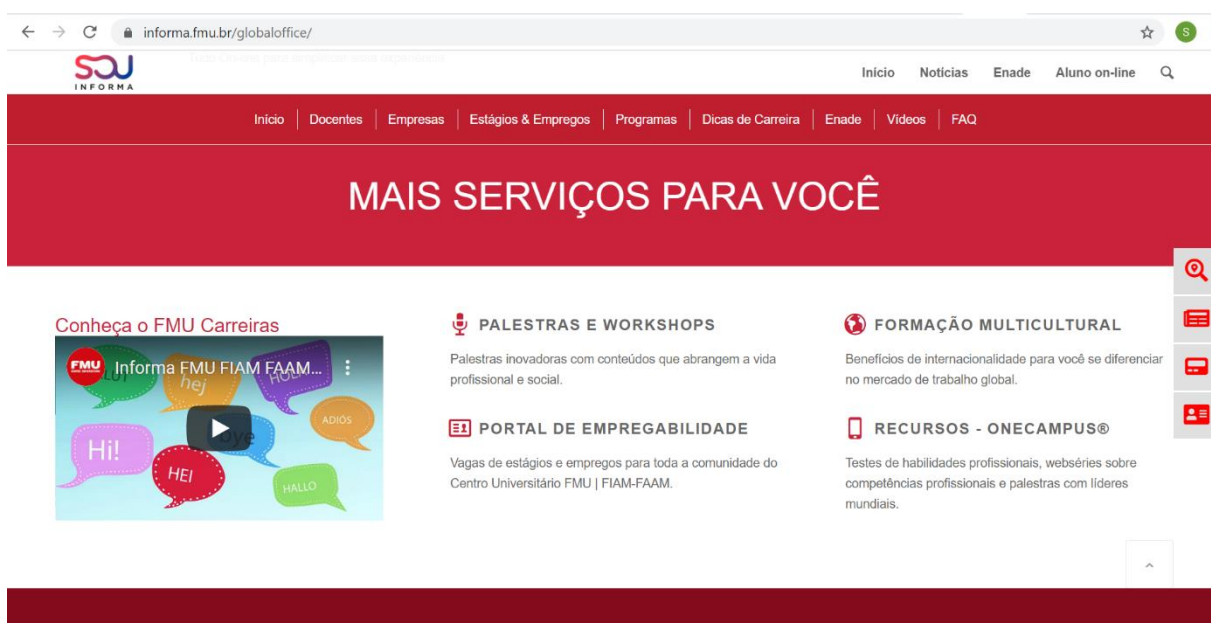 informa.fmu.br/globaloffice/
S
SOU
INFORMA
Início Notícias Enade Aluno on-line
Início Docentes Empresas Estágios & Empregos Programas Dicas de Carreira Enade Vídeos FAQ
MAIS SERVIÇOS PARA VOCÊ
Conheça o FMU Carreiras
FMU
Informa FMU FIAM FAAM...
hej
HOLA
Hi!
HEI
bye
ADIÓS
HALLO
PALESTRAS E WORKSHOPS
Palestras inovadoras com conteúdos que abrangem a vida
profissional e social.
PORTAL DE EMPREGABILIDADE
Vagas de estágios e empregos para toda a comunidade do
Centro Universitário FMU | FIAM-FAAM.
FORMAÇÃO MULTICULTURAL
Benefícios de internacionalidade para você se diferenciar
no mercado de trabalho global.
RECURSOS - ONECAMPUS®
Testes de habilidades profissionais, webséries sobre
competências profissionais e palestras com líderes
mundiais.